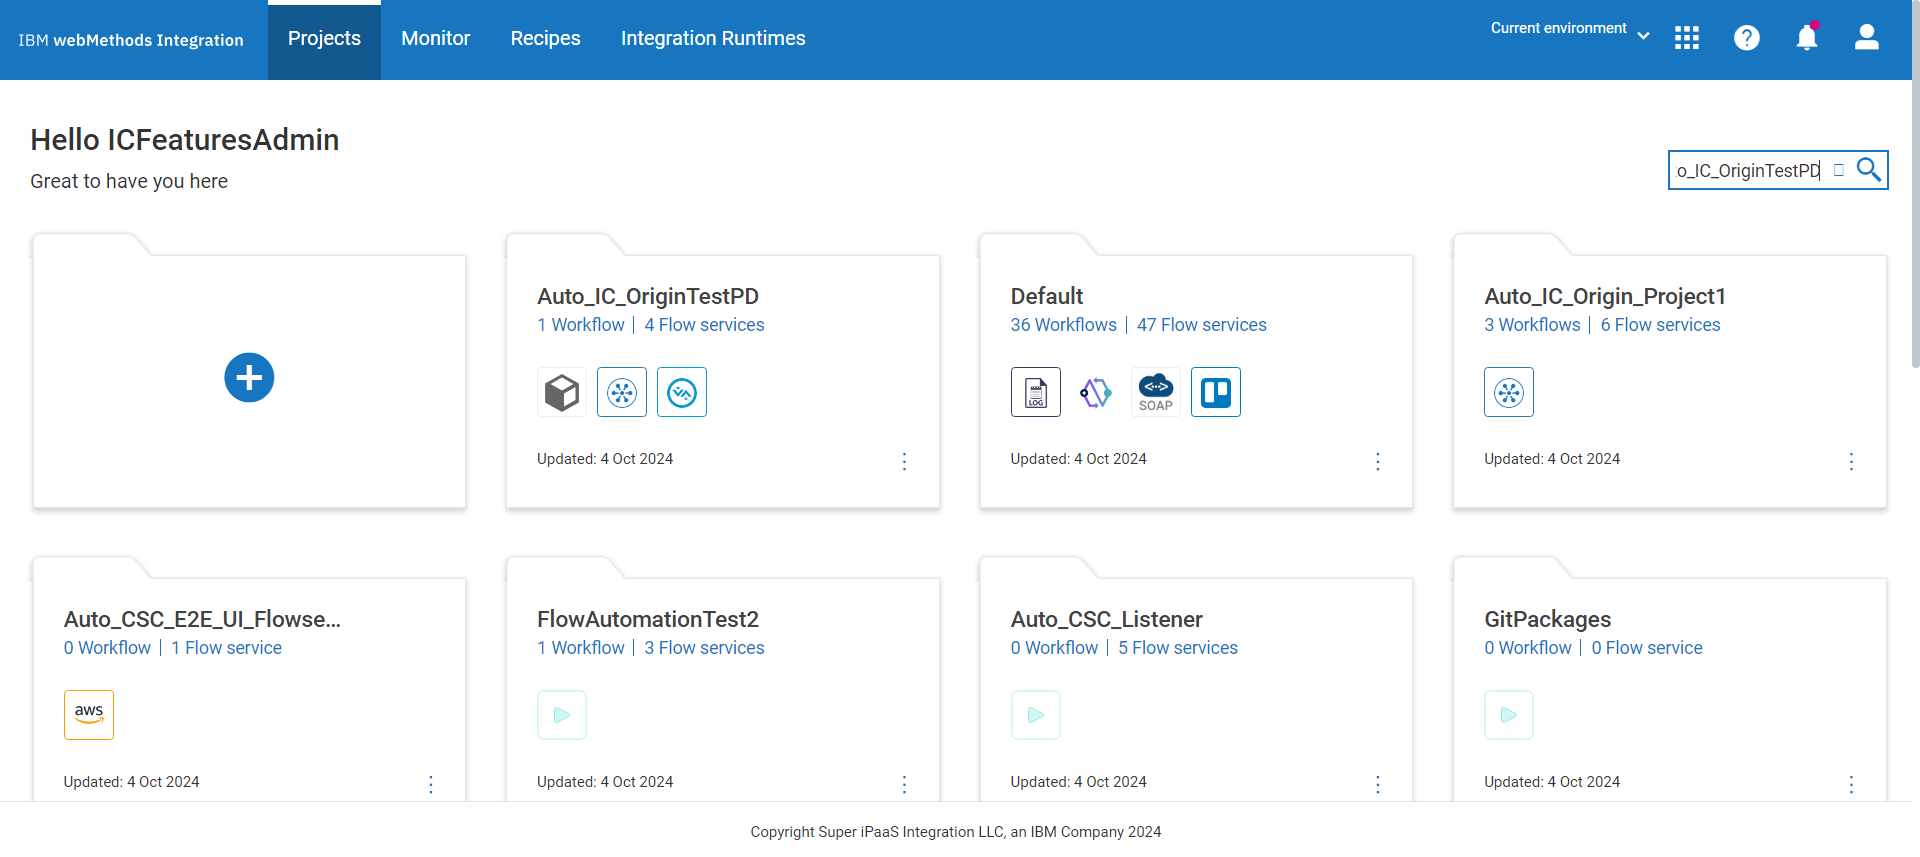 IBM webMethods Integration
Projects
Monitor
Recipes
Integration Runtimes
Current environment
Hello ICFeaturesAdmin
Great to have you here
o_IC_OriginTestPD
Auto_IC_OriginTestPD
1 Workflow | 4 Flow services
Updated: 4 Oct 2024
Default
36 Workflows | 47 Flow services
LOG
SOAP
Updated: 4 Oct 2024
Auto_IC_Origin_Project1
3 Workflows | 6 Flow services
Updated: 4 Oct 2024
Auto_CSC_E2E_UI_Flowse...
0 Workflow | 1 Flow service
aws
Updated: 4 Oct 2024
FlowAutomationTest2
1 Workflow | 3 Flow services
Updated: 4 Oct 2024
Auto_CSC_Listener
0 Workflow | 5 Flow services
Updated: 4 Oct 2024
GitPackages
0 Workflow | 0 Flow service
Updated: 4 Oct 2024
Copyright Super iPaaS Integration LLC, an IBM Company 2024